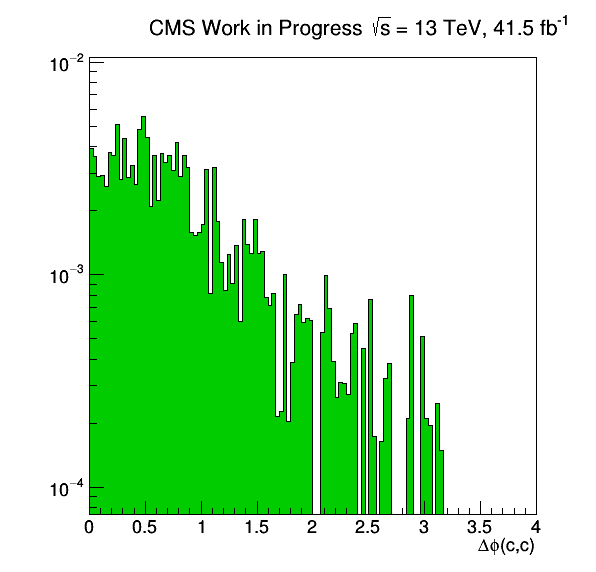 CMS Work in Progress √s = 13 TeV, 41.5 fb⁻¹
10⁻²
10⁻³
10⁻⁴
0 0.5 1 1.5 2 2.5 3 3.5 4
Δϕ(c,c)